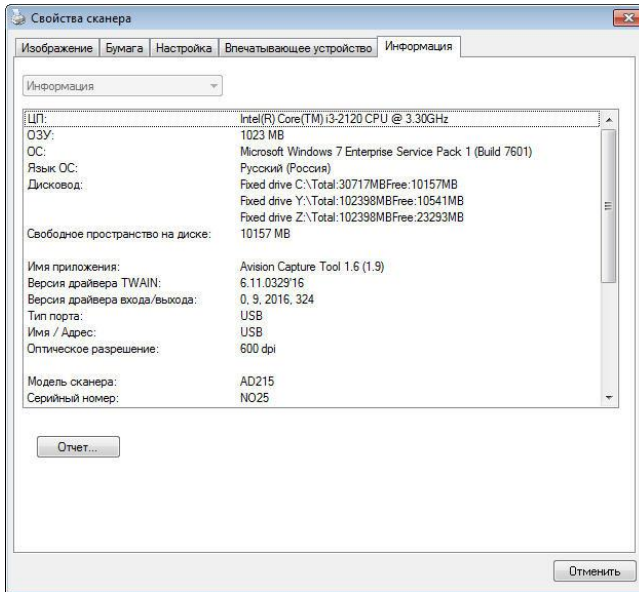 Свойства сканера
Изображение Бумага Настройка Впечатывающее устройство Информация
Информация
ЦП: Intel(R) Core(TM) i3-2120 CPU @ 3.30GHz
ОЗУ: 1023 MB
ОС: Microsoft Windows 7 Enterprise Service Pack 1 (Build 7601)
Язык ОС: Русский (Россия)
Дисковод: Fixed drive C:\Total:30717MBFree:10157MB
Fixed drive Y:\Total:102398MBFree:10541MB
Fixed drive Z:\Total:102398MBFree:23293MB
Свободное пространство на диске: 10157 MB
Имя приложения: Avision Capture Tool 1.6 (1.9)
Версия драйвера TWAIN: 6.11.0329'16
Версия драйвера входа/выхода: 0, 9, 2016, 324
Тип порта: USB
Имя / Адрес: USB
Оптическое разрешение: 600 dpi
Модель сканера: AD215
Серийный номер: NO25
Отчет...
Отменить